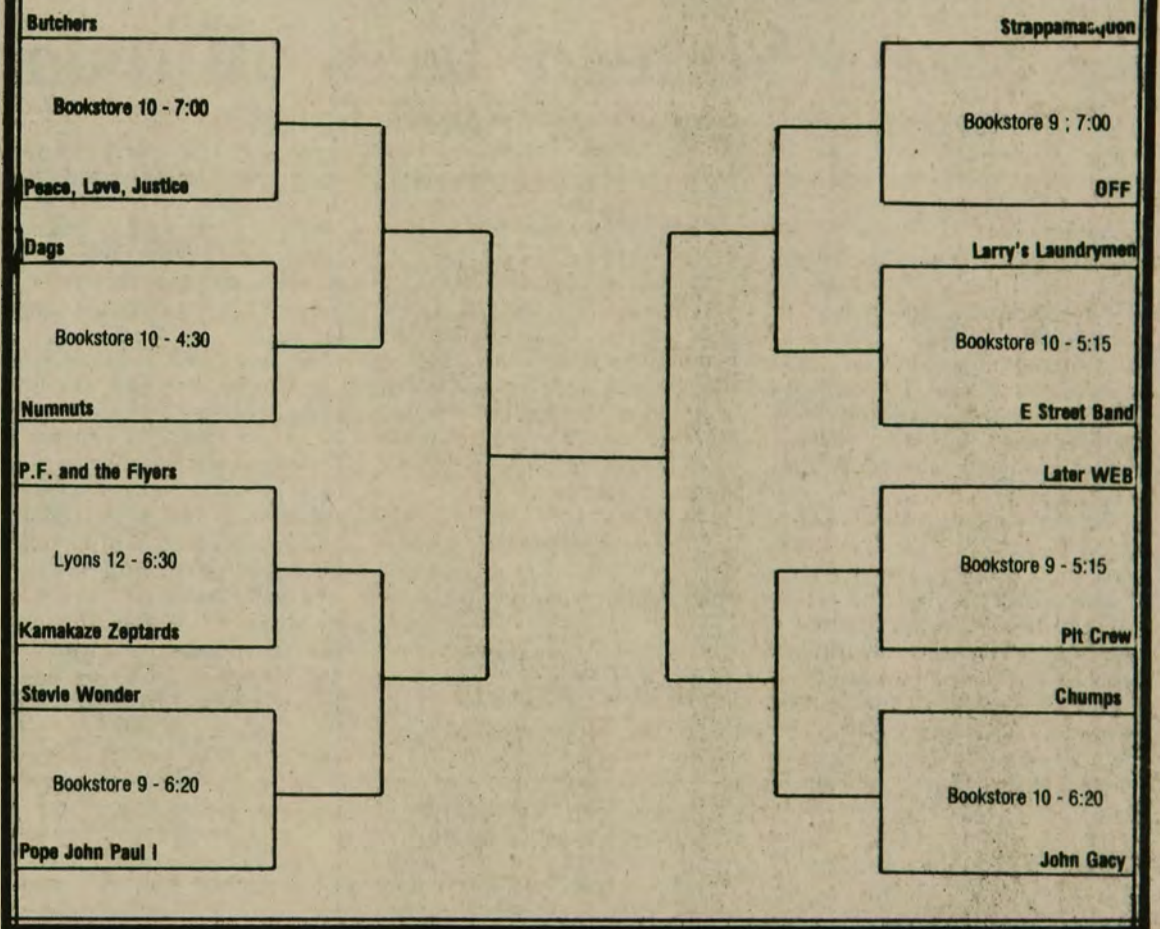 Butchers
Bookstore 10 - 7:00
Peace, Love, Justice
Dags
Bookstore 10 - 4:30
Numnuts
P.F. and the Flyers
Lyons 12 - 6:30
Kamakaze Zeptards
Stevie Wonder
Bookstore 9 - 6:20
Pope John Paul I
Bookstore 9 ; 7:00
OFF
Larry's Laundrymen
Bookstore 10 - 5:15
E Street Band
Later WEB
Bookstore 9 - 5:15
Pit Crew
Chumps
Bookstore 10 - 6:20
John Gacy